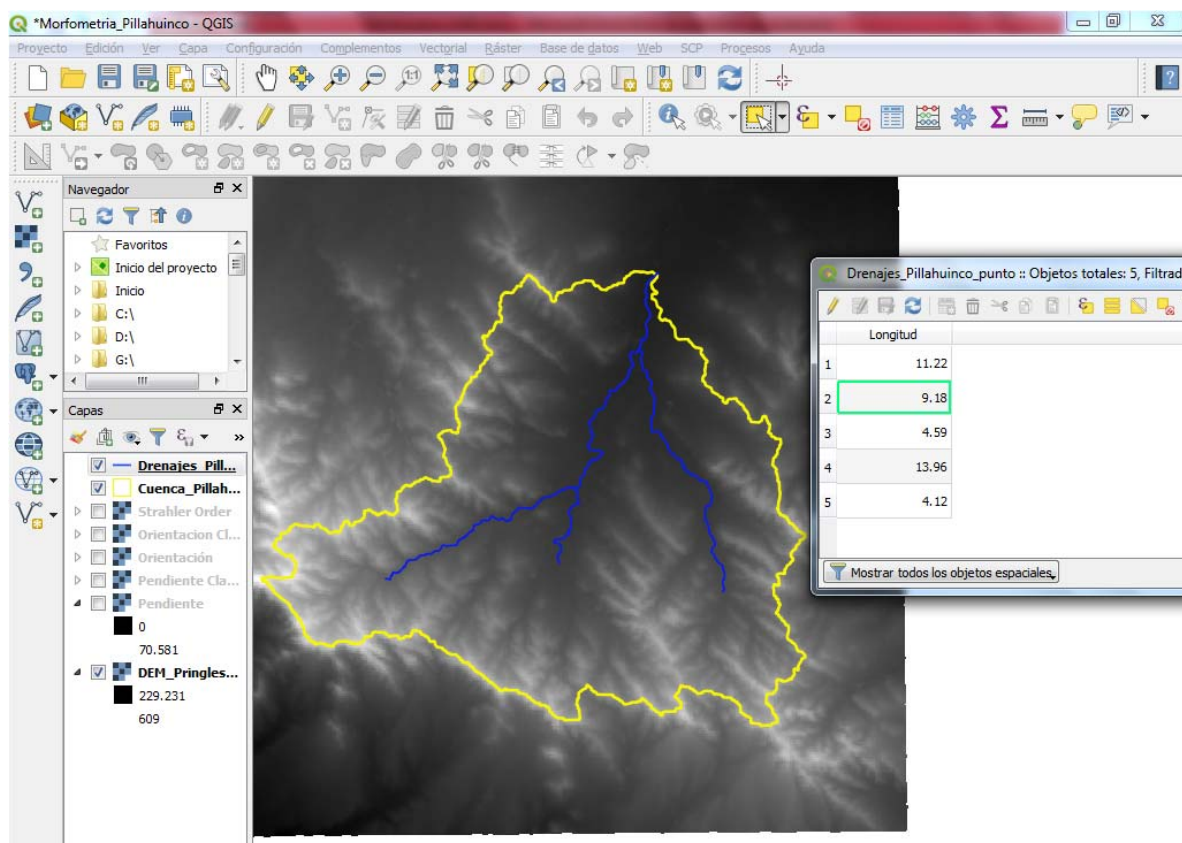 *Morfometria_Pillahuinco - QGIS
Proyecto Edición Ver Capa Configuración Complementos Vectorial Ráster Base de datos Web SCP Procesos Ayuda
Navegador
Favoritos
Inicio del proyecto
Inicio
C:\
D:\
G:\
Capas
Drenajes_Pill...
Cuenca_Pillah...
Strahler Order
Orientacion Cl...
Orientación
Pendiente Cla...
Pendiente
0
70.581
DEM_Pringles...
229.231
609
Drenajes_Pillahuinco_punto :: Objetos totales: 5, Filtrad
Longitud
1 11.22
2 9.18
3 4.59
4 13.96
5 4.12
Mostrar todos los objetos espaciales